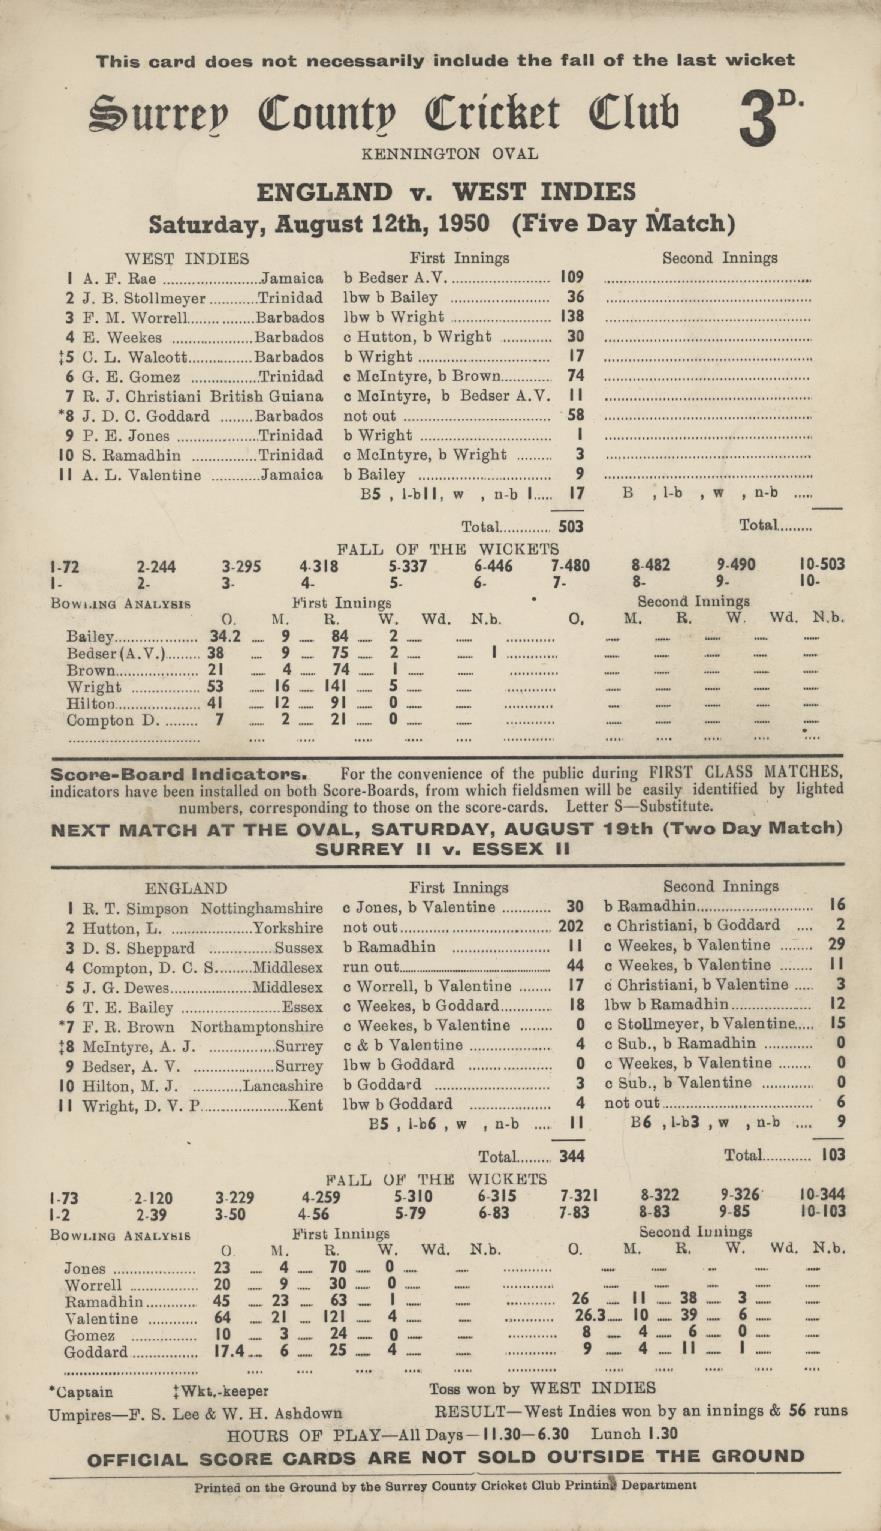 This card does not necessarily include the fall of the last wicket
Surrey County Cricket Club 3D.
KENNINGTON OVAL
ENGLAND v. WEST INDIES
Saturday, August 12th, 1950 (Five Day Match)
WEST INDIES First Innings Second Innings
1 A. F. Rae ........................Jamaica b Bedser A.V. ..................... 109 ............................................
2 J. B. Stollmeyer ............Trinidad lbw b Bailey ..................... 36 ............................................
3 F. M. Worrell................Barbados lbw b Wright ..................... 138 ............................................
4 E. Weekes .................Barbados c Hutton, b Wright ............ 30 ............................................
‡5 C. L. Walcott................Barbados b Wright ............................ 17 ............................................
6 G. E. Gomez .................Trinidad c McIntyre, b Brown............ 74 ............................................
7 R. J. Christiani British Guiana c McIntyre, b Bedser A.V. 11 ............................................
*8 J. D. C. Goddard ........Barbados not out ............................... 58 ............................................
9 P. E. Jones .....................Trinidad b Wright ........................... 1 ............................................
10 S. Ramadhin ................Trinidad c McIntyre, b Wright ......... 3 ............................................
11 A. L. Valentine ............Jamaica b Bailey ............................ 9 ............................................
B5 , l-b11, w , n-b 1..... 17 B , l-b , w , n-b .....
Total............ 503 Total.........
FALL OF THE WICKETS
1-72 2-244 3-295 4-318 5-337 6-446 7-480 8-482 9-490 10-503
1- 2- 3- 4- 5- 6- 7- 8- 9- 10-
BOWLING ANALYSIS First Innings Second Innings
O. M. R. W. Wd. N.b. O. M. R. W. Wd. N.b.
Bailey..................... 34.2 ..... 9 ..... 84 ..... 2 ..... ..... ............ ..... ..... ..... ..... .....
Bedser(A.V.)......... 38 .... 9 ..... 75 ..... 2 ..... ..... 1 ............ ..... ..... ..... ..... .....
Brown..................... 21 .... 4 ..... 74 ..... 1 ..... ..... ............ ..... ..... ..... ..... .....
Wright ................. 53 ..... 16 ..... 141 ..... 5 ..... ..... ............ ..... ..... ..... ..... .....
Hilton..................... 41 ..... 12 ..... 91 ..... 0 ..... ..... ............ .... ..... ..... ..... .....
Compton D. ........ 7 ..... 2 ..... 21 ..... 0 ..... ..... ............ ..... ..... ..... ..... .....
.................................. .... ..... ..... ..... ..... ............ ..... ..... ..... ..... .....
Score-Board Indicators. For the convenience of the public during FIRST CLASS MATCHES,
indicators have been installed on both Score-Boards, from which fieldsmen will be easily identified by lighted
numbers, corresponding to those on the score-cards. Letter S—Substitute.
NEXT MATCH AT THE OVAL, SATURDAY, AUGUST 19th (Two Day Match)
SURREY II v. ESSEX II
ENGLAND First Innings Second Innings
1 R. T. Simpson Nottinghamshire c Jones, b Valentine ............ 30 b Ramadhin........................ 16
2 Hutton, L. .....................Yorkshire not out................................ 202 c Christiani, b Goddard .... 2
3 D. S. Sheppard ................Sussex b Ramadhin ..................... 11 c Weekes, b Valentine ........ 29
4 Compton, D. C. S.........Middlesex run out................................ 44 c Weekes, b Valentine ........ 11
5 J. G. Dewes.....................Middlesex c Worrell, b Valentine ........ 17 c Christiani, b Valentine ..... 3
6 T. E. Bailey .........................Essex c Weekes, b Goddard............ 18 lbw b Ramadhin................. 12
*7 F. R. Brown Northamptonshire c Weekes, b Valentine ........ 0 c Stollmeyer, b Valentine..... 15
‡8 McIntyre, A. J. ................Surrey c & b Valentine ..................... 4 c Sub., b Ramadhin ............ 0
9 Bedser, A. V. ....................Surrey lbw b Goddard ..................... 0 c Weekes, b Valentine ........ 0
10 Hilton, M. J. ............Lancashire b Goddard ............................ 3 c Sub., b Valentine ............. 0
11 Wright, D. V. P......................Kent lbw b Goddard ..................... 4 not out................................ 6
B5 , l-b6 , w , n-b .... 11 B6 , l-b3 , w , n-b .... 9
Total......... 344 Total............ 103
FALL OF THE WICKETS
1-73 2-120 3-229 4-259 5-310 6-315 7-321 8-322 9-326 10-344
1-2 2-39 3-50 4-56 5-79 6-83 7-83 8-83 9-85 10-103
BOWLING ANALYSIS First Innings Second Innings
O. M. R. W. Wd. N.b. O. M. R. W. Wd. N.b.
Jones ..................... 23 ..... 4 ..... 70 ..... 0 ..... ..... ............ ..... ..... ..... ..... .....
Worrell ................. 20 ..... 9 ..... 30 ..... 0 ..... ..... ............ ..... ..... ..... ..... .....
Ramadhin............. 45 ..... 23 ..... 63 ..... 1 ..... ..... ............ 26 ..... 11 ..... 38 ..... 3 ..... .....
Valentine ............ 64 ..... 21 ..... 121 ..... 4 ..... ..... ............ 26.3..... 10 ..... 39 ..... 6 ..... .....
Gomez ................. 10 ..... 3 ..... 24 ..... 0 ..... ..... ............ 8 ..... 4 ..... 6 ..... 0 ..... .....
Goddard................ 17.4.... 6 ..... 25 ..... 4 ..... ..... ............ 9 ..... 4 ..... 11 ..... 1 ..... .....
.................................. .... ..... ..... ..... ..... ............ ..... ..... ..... ..... .....
*Captain ‡Wkt.-keeper Toss won by WEST INDIES
Umpires—F. S. Lee & W. H. Ashdown RESULT—West Indies won by an innings & 56 runs
HOURS OF PLAY—All Days—11.30—6.30 Lunch 1.30
OFFICIAL SCORE CARDS ARE NOT SOLD OUTSIDE THE GROUND
Printed on the Ground by the Surrey County Cricket Club Printing Department